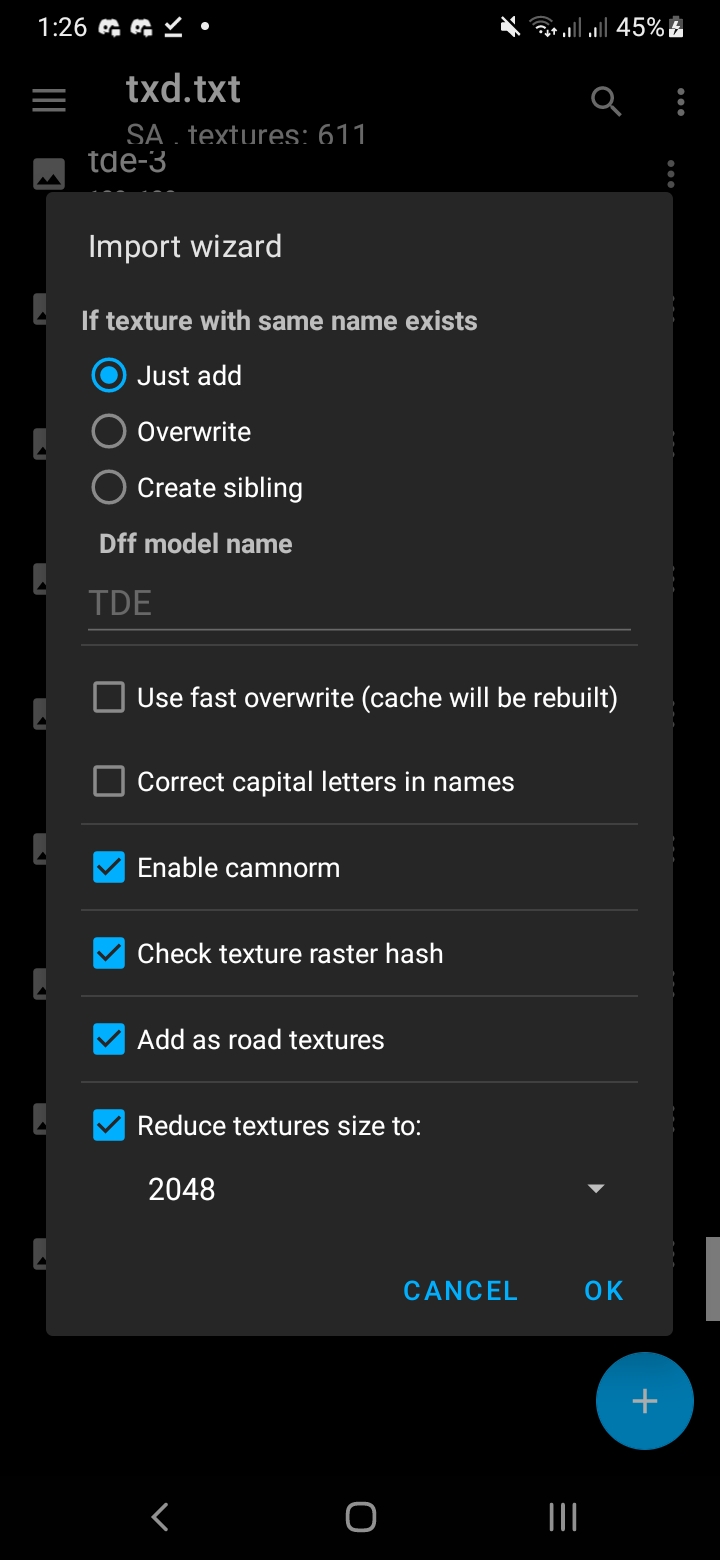 1:26
45%
txd.txt
SA , textures: 611
tde-3
Import wizard
If texture with same name exists
Just add
Overwrite
Create sibling
Dff model name
TDE
Use fast overwrite (cache will be rebuilt)
Correct capital letters in names
Enable camnorm
Check texture raster hash
Add as road textures
Reduce textures size to:
2048
CANCEL OK